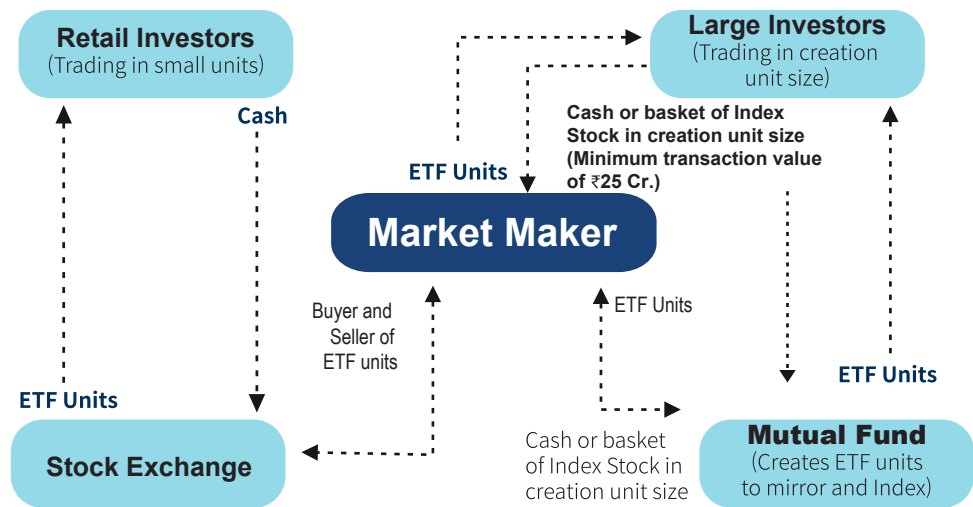 Retail Investors
(Trading in small units)
Large Investors
(Trading in creation
unit size)
Cash
Cash or basket of Index
Stock in creation unit size
(Minimum transaction value
of ₹25 Cr.)
ETF Units
Market Maker
Buyer and
Seller of
ETF units
ETF Units
ETF Units
ETF Units
Stock Exchange
Cash or basket
of Index Stock in
creation unit size
Mutual Fund
(Creates ETF units
to mirror and Index)